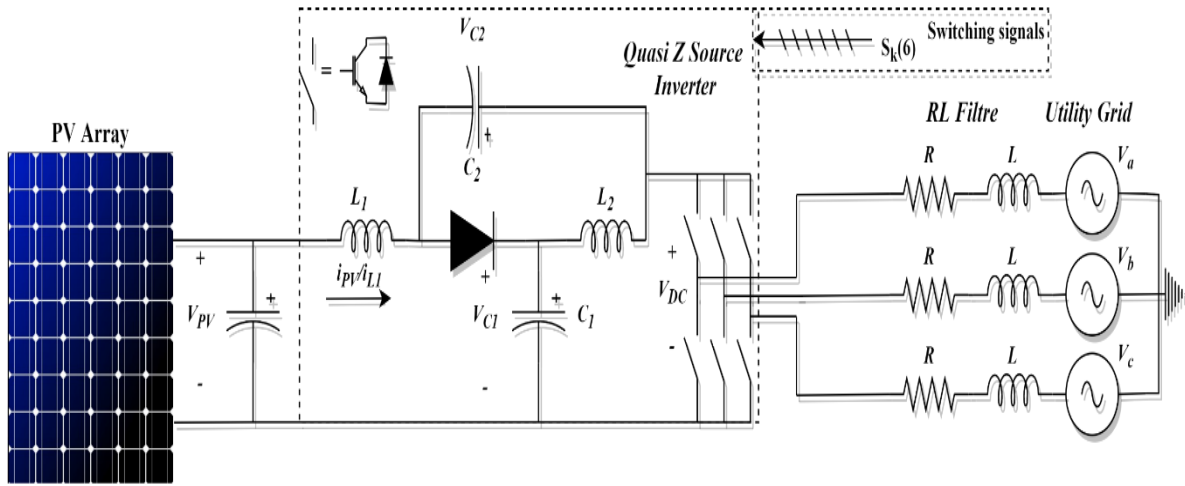 V_C2
Switching signals
S_k(6)
Quasi Z Source
Inverter
=
PV Array
RL Filtre
Utility Grid
+
C_2
R
L
V_a
L_1
L_2
+
i_PV/i_L1
+
+
V_PV
+
V_C1
+
C_1
V_DC
R
L
V_b
-
-
-
R
L
V_c